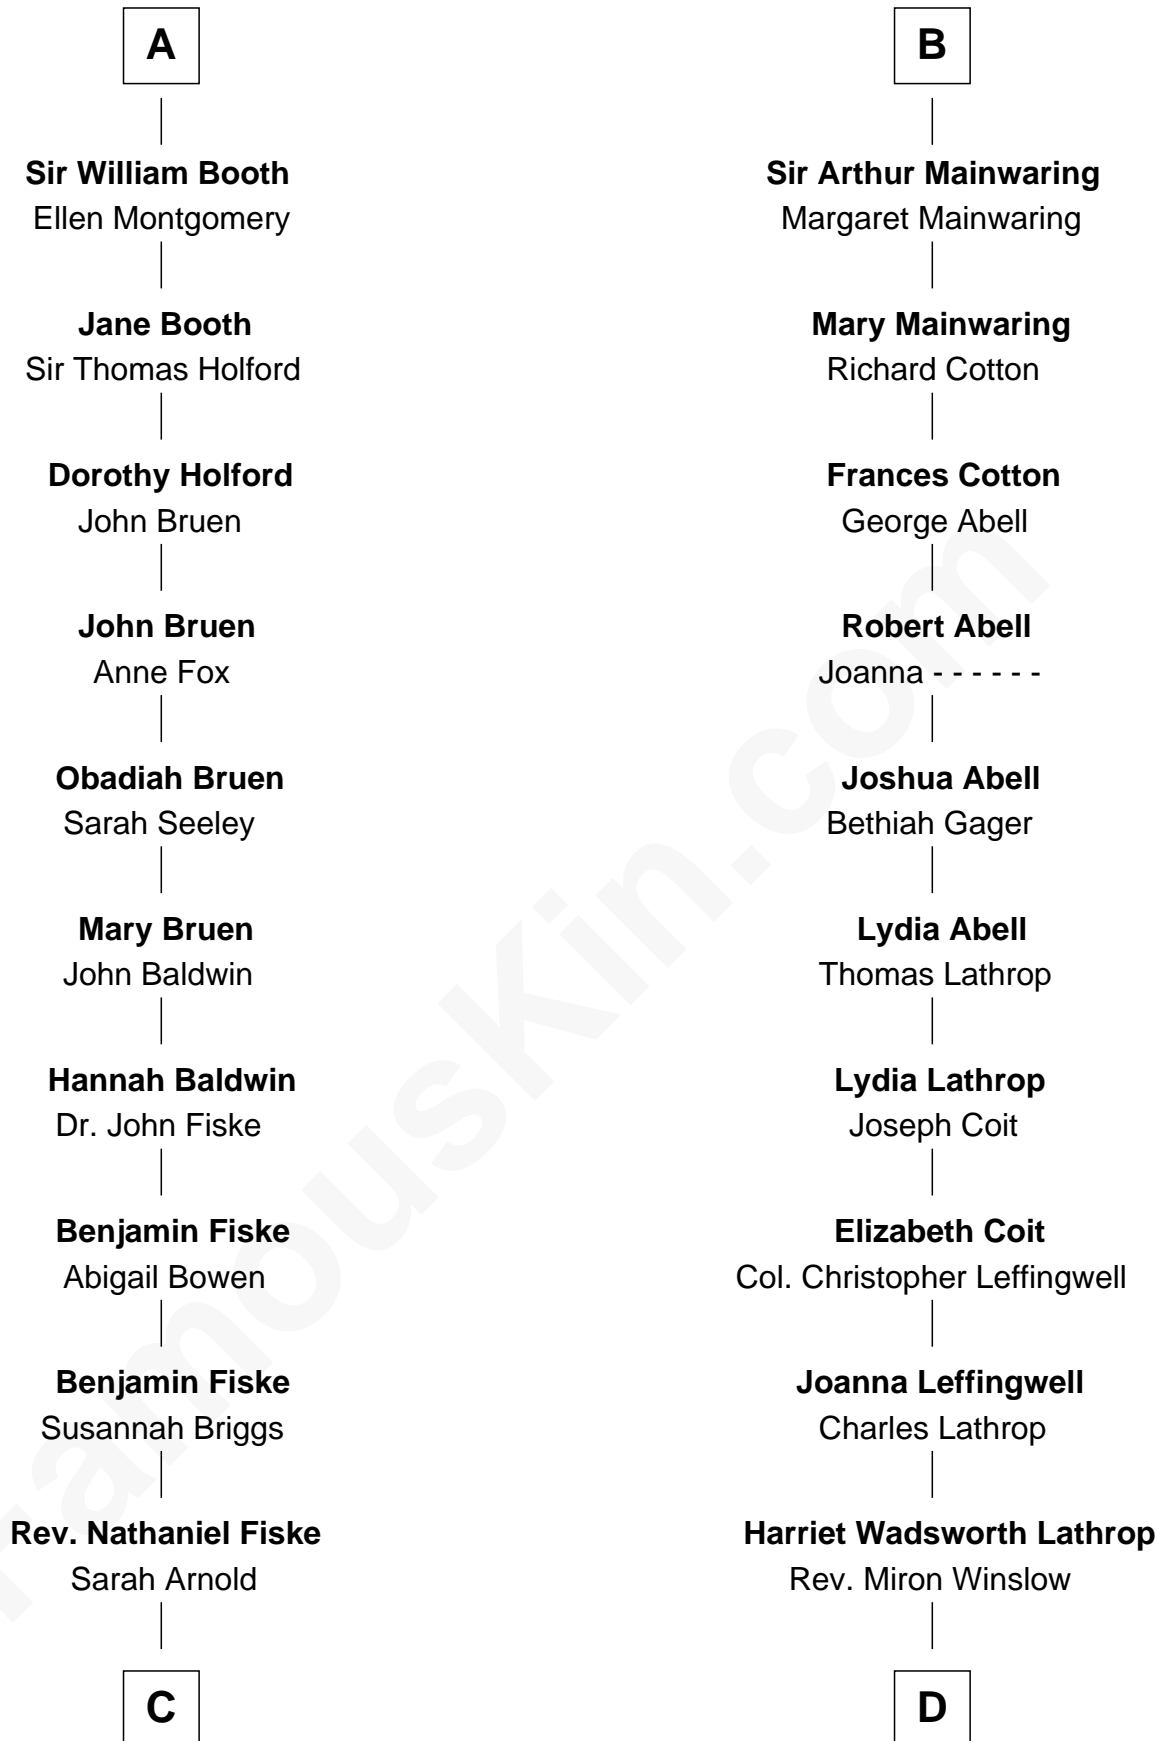 A
Sir William Booth
Ellen Montgomery
Jane Booth
Sir Thomas Holford
Dorothy Holford
John Bruen
John Bruen
Anne Fox
Obadiah Bruen
Sarah Seeley
Mary Bruen
John Baldwin
Hannah Baldwin
Dr. John Fiske
Benjamin Fiske
Abigail Bowen
Benjamin Fiske
Susannah Briggs
Rev. Nathaniel Fiske
Sarah Arnold
C
B
Sir Arthur Mainwaring
Margaret Mainwaring
Mary Mainwaring
Richard Cotton
Frances Cotton
George Abell
Robert Abell
Joanna - - - - - -
Joshua Abell
Bethiah Gager
Lydia Abell
Thomas Lathrop
Lydia Lathrop
Joseph Coit
Elizabeth Coit
Col. Christopher Leffingwell
Joanna Leffingwell
Charles Lathrop
Harriet Wadsworth Lathrop
Rev. Miron Winslow
D
FamousKin.com